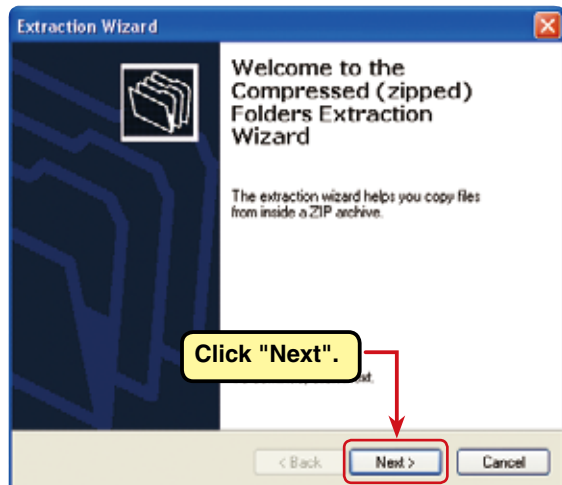 Extraction Wizard
Welcome to the
Compressed (zipped)
Folders Extraction
Wizard
The extraction wizard helps you copy files
from inside a ZIP archive.
Click "Next".
< Back
Next >
Cancel